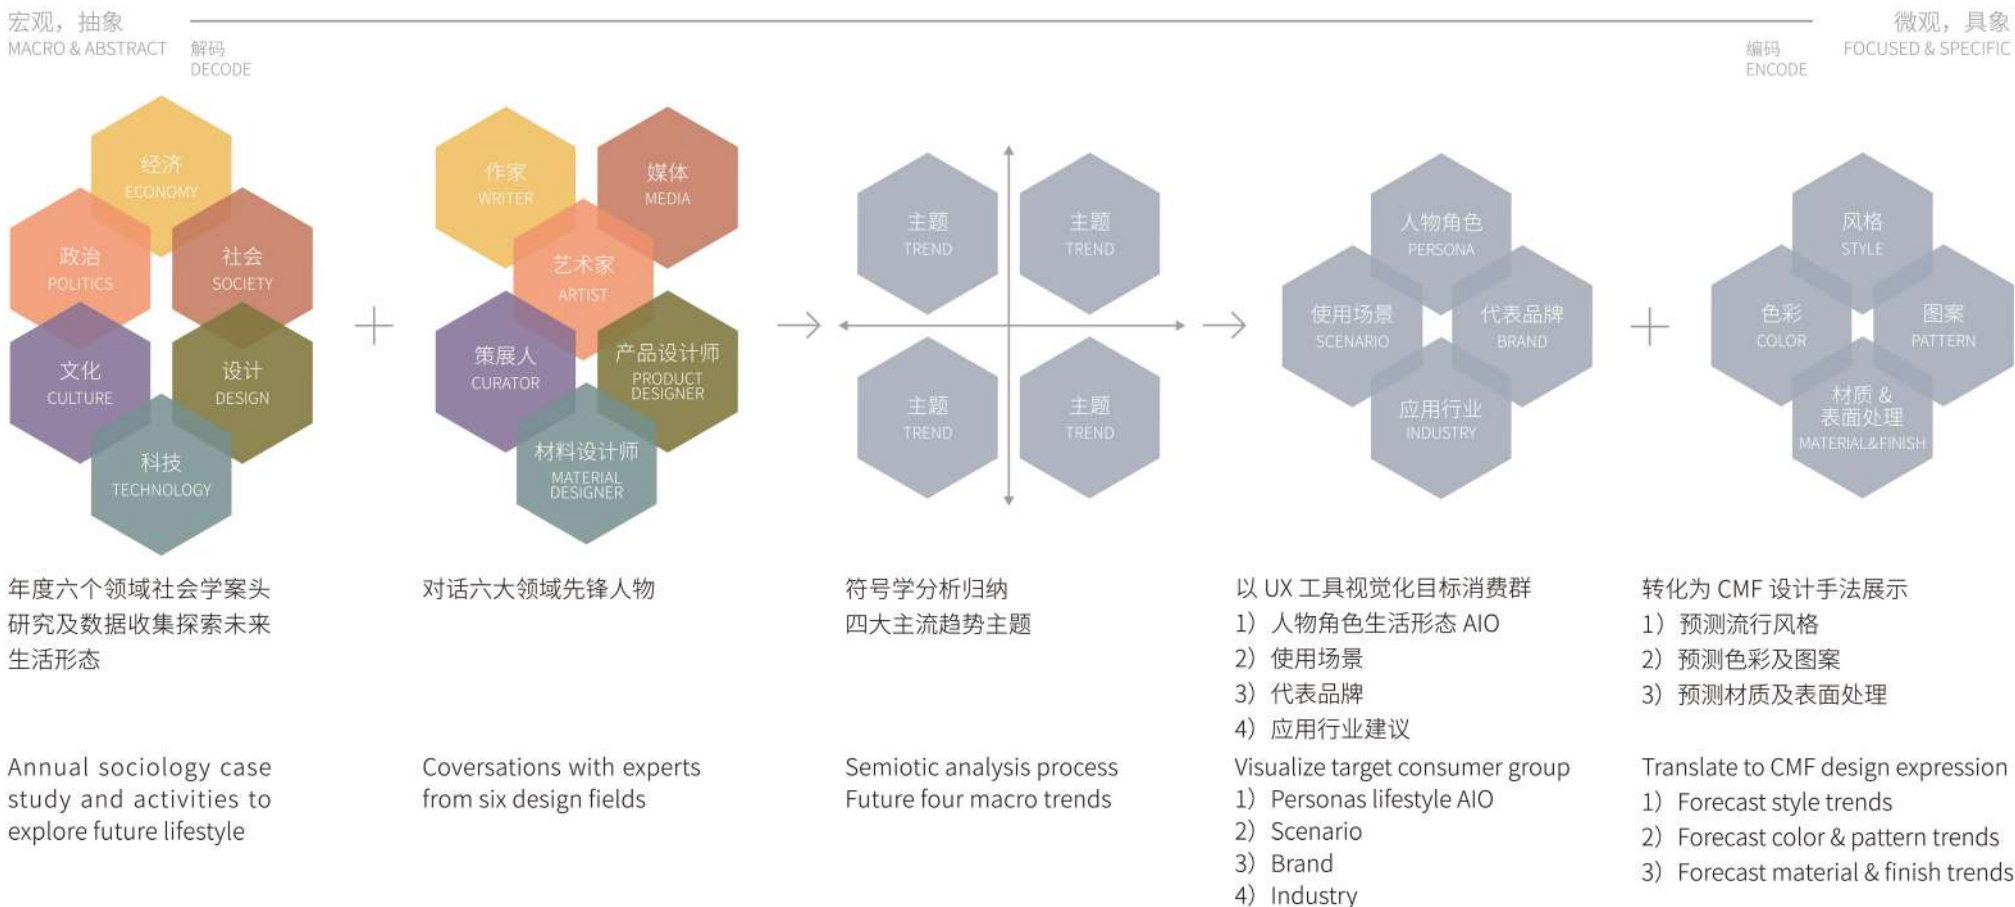 宏观，抽象
MACRO & ABSTRACT
解码
DECODE
编码
ENCODE
微观，具象
FOCUSED & SPECIFIC
经济
ECONOMY
政治
POLITICS
社会
SOCIETY
文化
CULTURE
设计
DESIGN
科技
TECHNOLOGY
作家
WRITER
媒体
MEDIA
艺术家
ARTIST
策展人
CURATOR
产品设计师
PRODUCT
DESIGNER
材料设计师
MATERIAL
DESIGNER
主题
TREND
主题
TREND
主题
TREND
主题
TREND
人物角色
PERSONA
使用场景
SCENARIO
代表品牌
BRAND
应用行业
INDUSTRY
风格
STYLE
色彩
COLOR
图案
PATTERN
材质 &
表面处理
MATERIAL&FINISH
年度六个领域社会学案头
研究及数据收集探索未来
生活形态
Annual sociology case
study and activities to
explore future lifestyle
对话六大领域先锋人物
Coversations with experts
from six design fields
符号学分析归纳
四大主流趋势主题
Semiotic analysis process
Future four macro trends
以 UX 工具视觉化目标消费群
1）人物角色生活形态 AIO
2）使用场景
3）代表品牌
4）应用行业建议
Visualize target consumer group
1）Personas lifestyle AIO
2）Scenario
3）Brand
4）Industry
转化为 CMF 设计手法展示
1）预测流行风格
2）预测色彩及图案
3）预测材质及表面处理
Translate to CMF design expression
1）Forecast style trends
2）Forecast color & pattern trends
3）Forecast material & finish trends